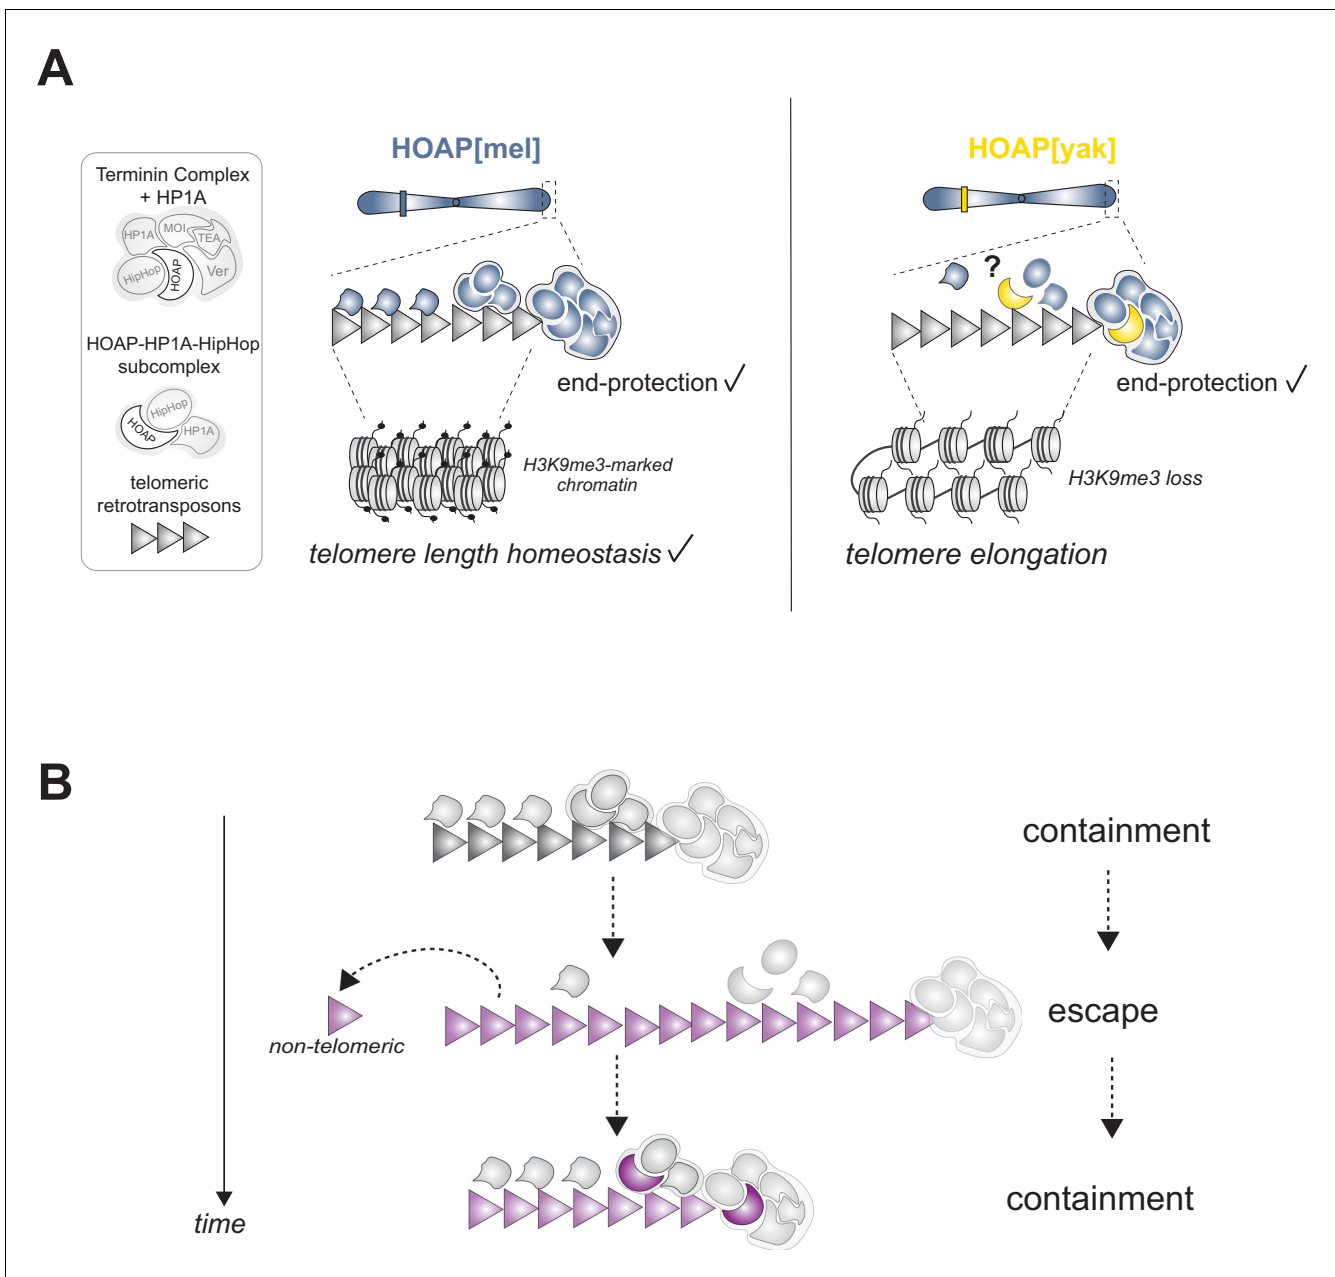 A
Terminin Complex
+ HP1A
HP1A
MOI
TEA
HipHop
HOAP
Ver
HOAP-HP1A-HipHop
subcomplex
HipHop
HOAP
HP1A
telomeric
retrotransposons
HOAP[mel]
end-protection ✓
H3K9me3-marked
chromatin
telomere length homeostasis ✓
HOAP[yak]
?
end-protection ✓
H3K9me3 loss
telomere elongation
B
containment
non-telomeric
escape
containment
time